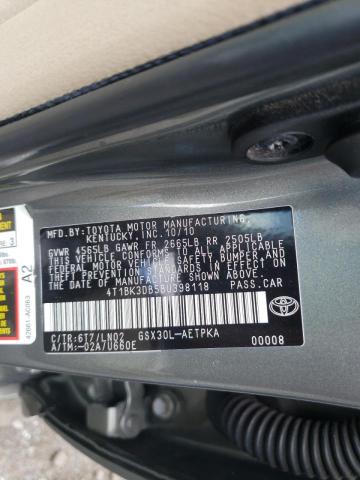 MFD.BY:TOYOTA MOTOR MANUFACTURING,
KENTUCKY, INC. 10/10
GVWR 4565LB GAWR FR 2665LB RR 2505LB
THIS VEHICLE CONFORMS TO ALL APPLICABLE
FEDERAL MOTOR VEHICLE SAFETY, BUMPER, AND
THEFT PREVENTION STANDARDS IN EFFECT ON
THE DATE OF MANUFACTURE SHOWN ABOVE.
4T1BK3DB5BU398118 PASS.CAR
C/TR:6T7/LN02 GSX30L-AETPKA
A/TM:-02A/U660E 00008
A2
3